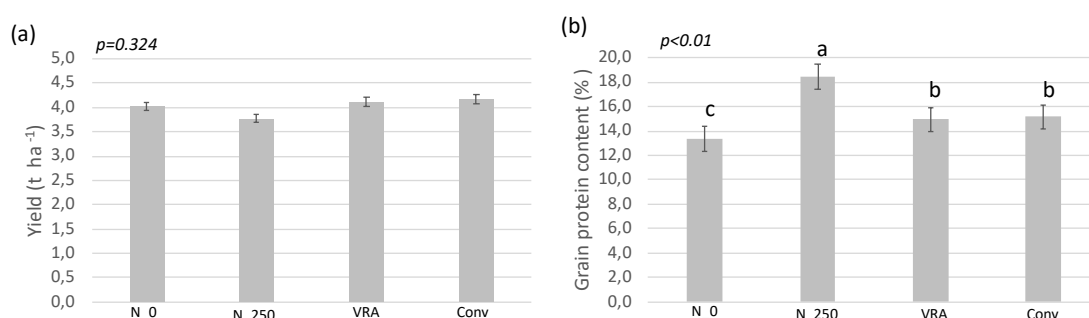 (a)
p=0.324
Yield (t ha -1)
5,0
4,5
4,0
3,5
3,0
2,5
2,0
1,5
1,0
0,5
0,0
N_0 N_250 VRA Conv
(b)
p<0.01
Grain protein content (% )
20,0
18,0
16,0
14,0
12,0
10,0
8,0
6,0
4,0
2,0
0,0
c a b b
N_0 N_250 VRA Conv